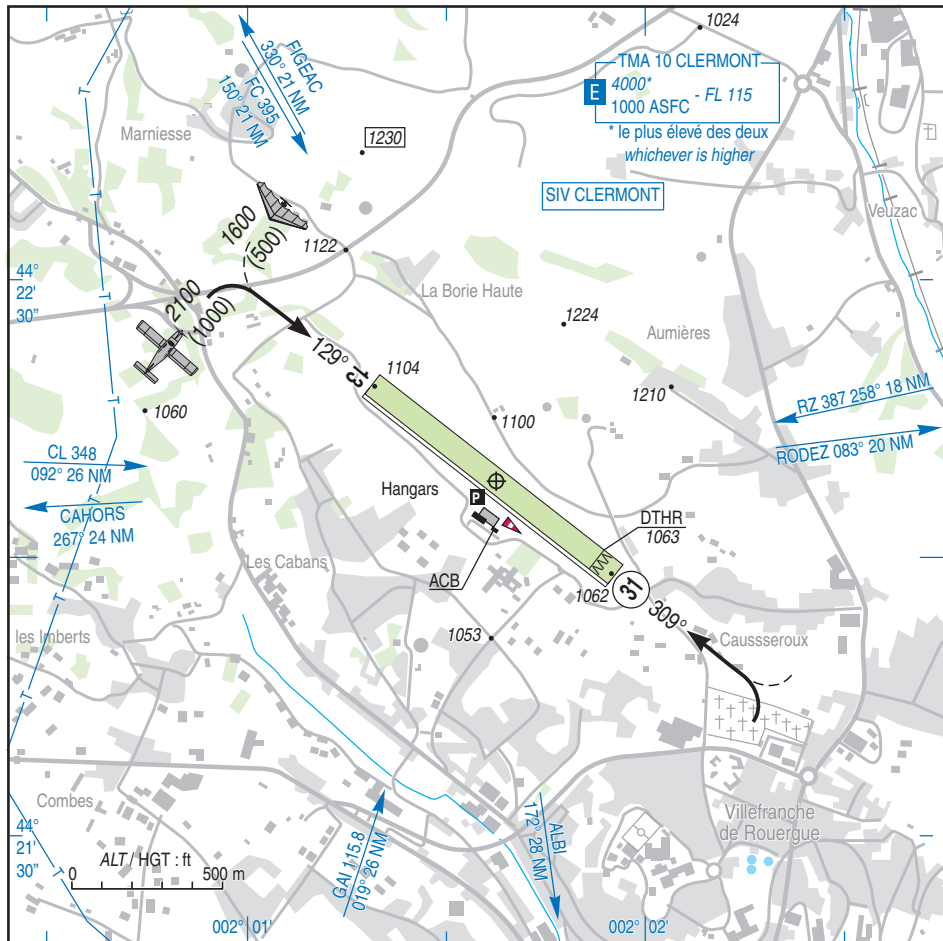 1024
FIGEAC
330° 21 NM
FC 395
150° 21 NM
TMA 10 CLERMONT
E
4000*
1000 ASFC
- FL 115
* le plus élevé des deux
whichever is higher
SIV CLERMONT
Marniesse
1230
Veuzac
1600
(500)
1122
44°
22'
30"
La Borie Haute
2100
(1000)
1224
Aumières
129°
13
1104
1210
1060
1100
RZ 387 258° 18 NM
RODEZ 083° 20 NM
CL 348
092° 26 NM
CAHORS
267° 24 NM
Hangars
P
DTHR
1063
Les Cabans
ACB
1062
31
309°
les Imberts
1053
Caussseroux
Combes
44°
21'
30"
Villefranche
de Rouergue
ALBI
172° 28 NM
GAI 115.8
019° 26 NM
ALT / HGT : ft
0
500 m
002° 01'
002° 02'
T
T
T
T
T
T